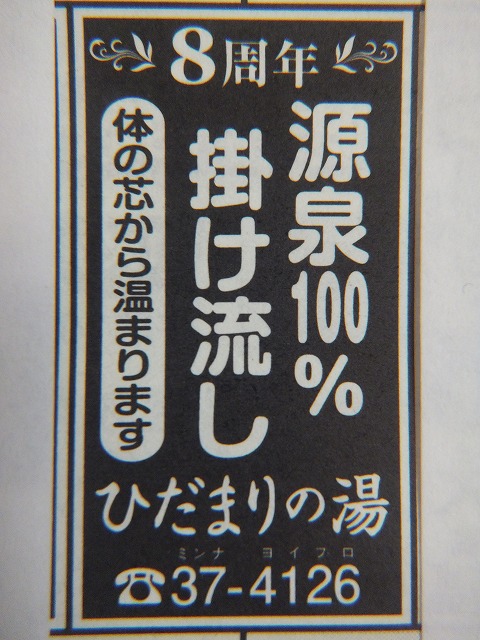 8周年
源泉100%
掛け流し
体の芯から温まります
ひだまりの湯
ミンナ ヨイフロ
☎37-4126